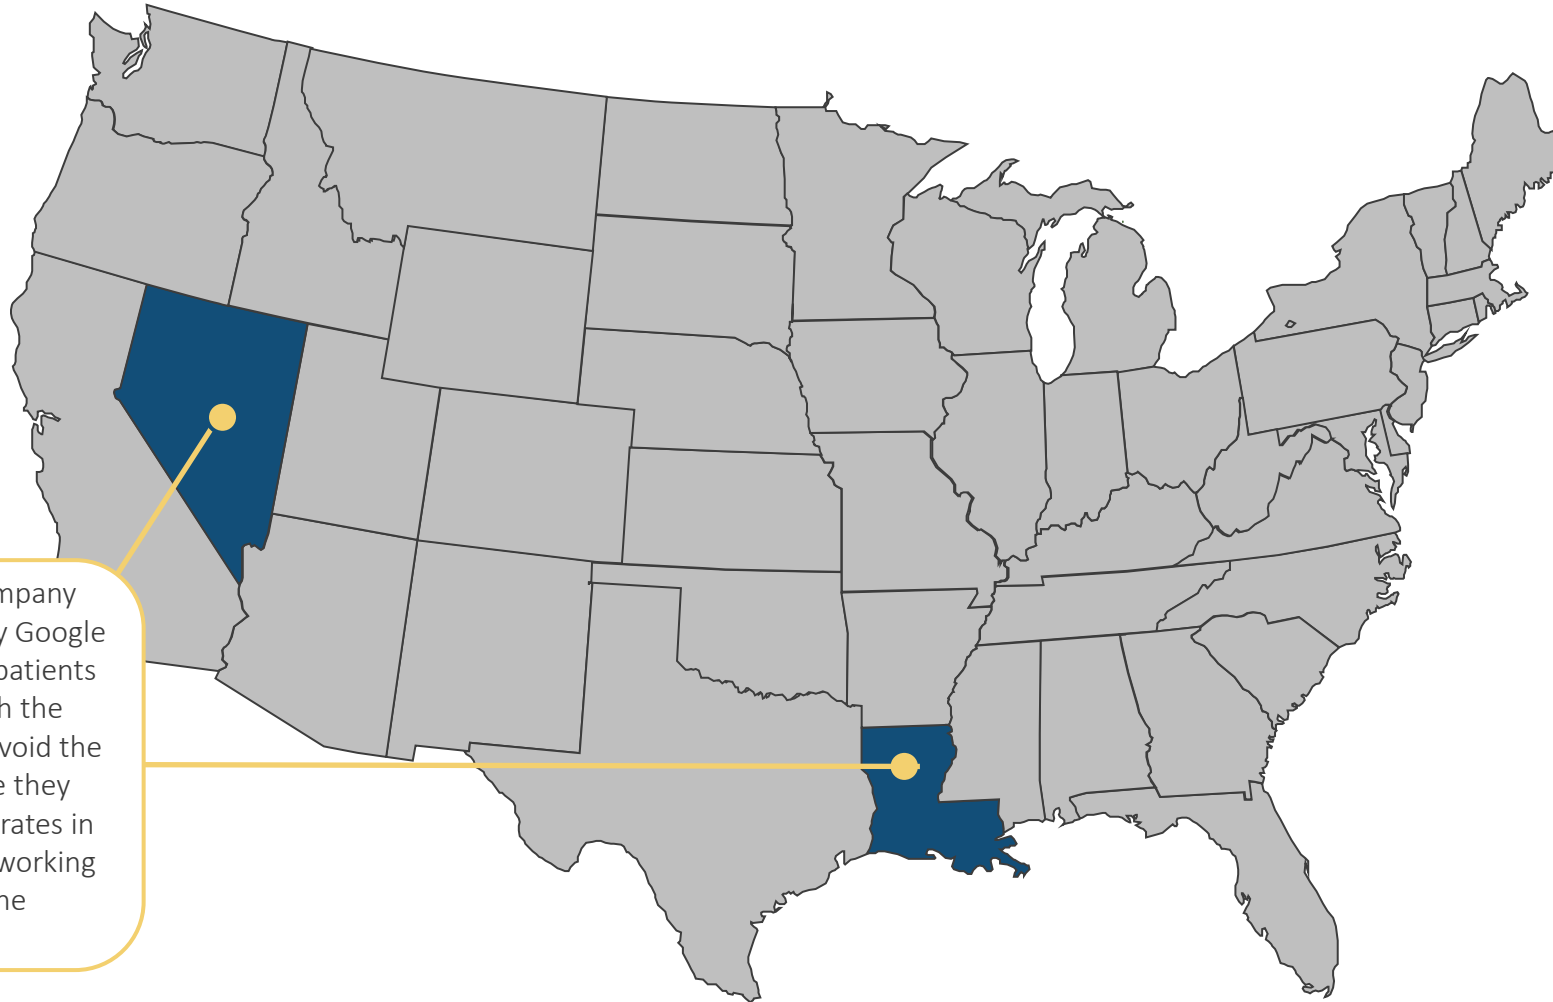 mpany
y Google
patients
h the
void the
e they
rates in
working
ne